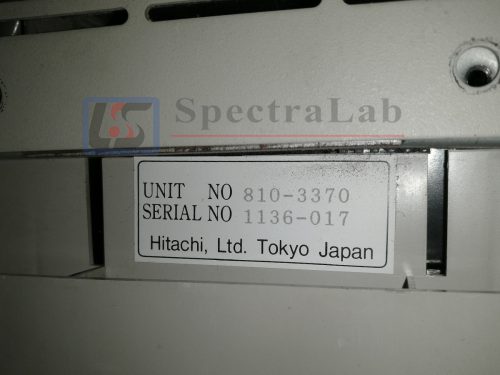 SpectraLab
UNIT NO 810-3370
SERIAL NO 1136-017
Hitachi, Ltd. Tokyo Japan